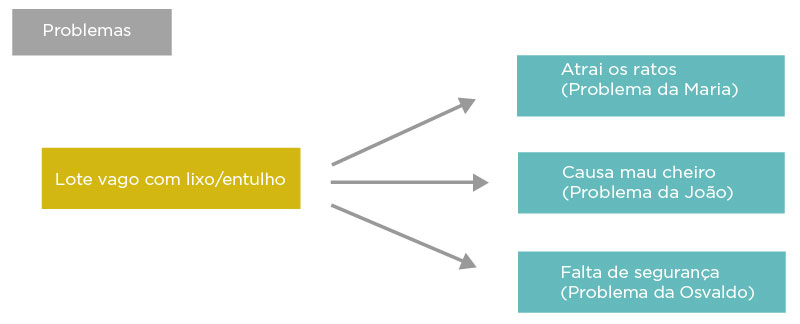 Problemas
Lote vago com lixo/entulho
Atrai os ratos
(Problema da Maria)
Causa mau cheiro
(Problema da João)
Falta de segurança
(Problema da Osvaldo)